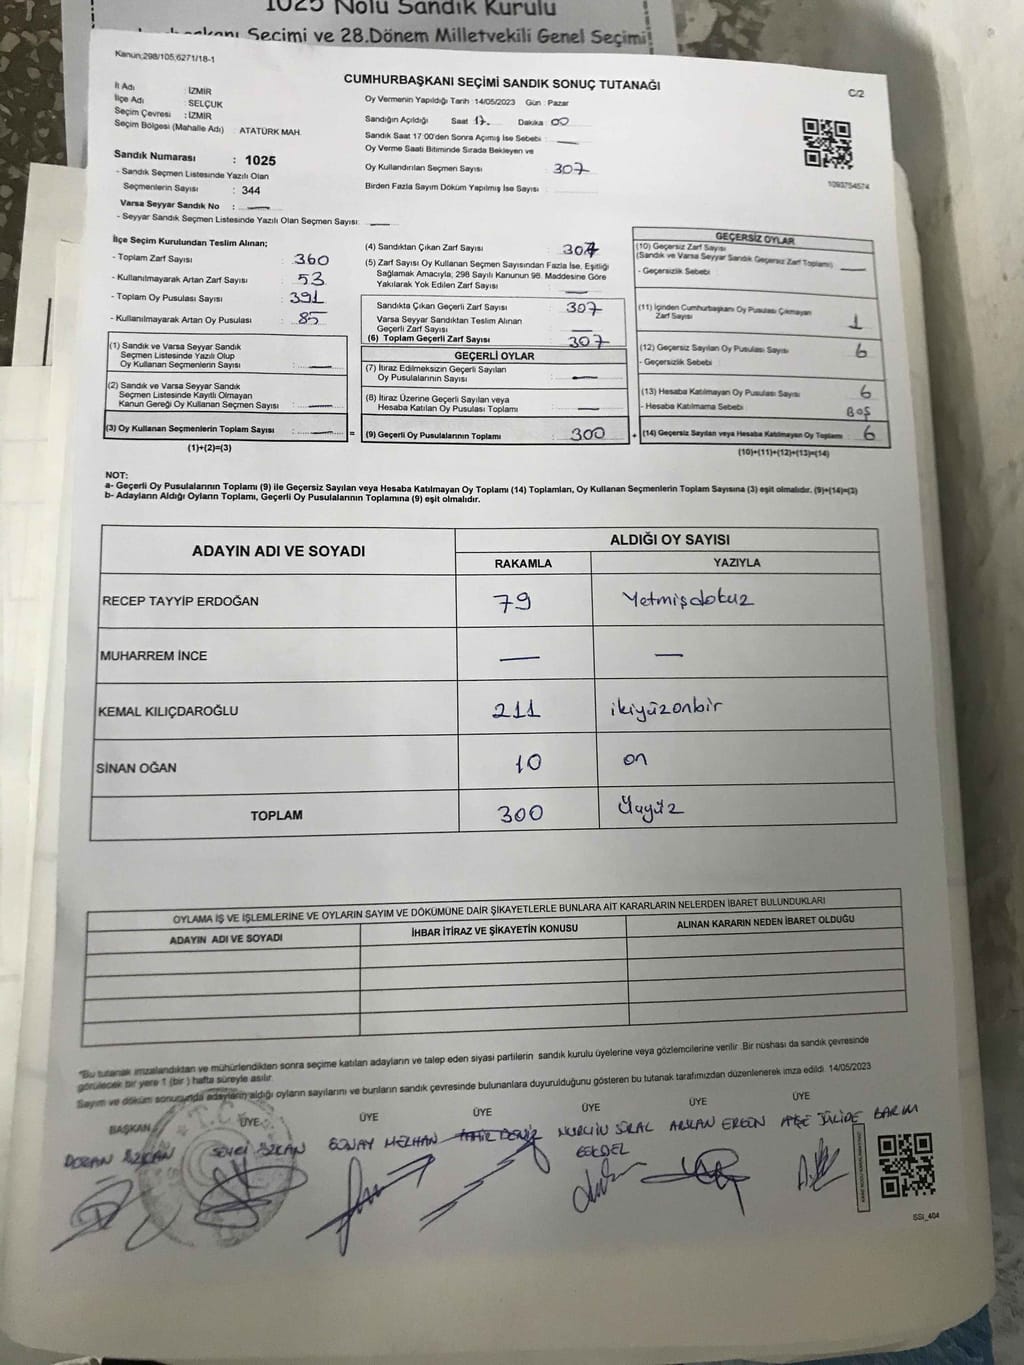 1025 Nolu Sandık Kurulu
Seçimi ve 28.Dönem Milletvekili Genel Seçimi
Kanun;298/105,6271/18-1
CUMHURBAŞKANI SEÇİMİ SANDIK SONUÇ TUTANAĞI
C/2
İl Adı : İZMİR
İlçe Adı : SELÇUK
Seçim Çevresi : İZMİR
Seçim Bölgesi (Mahalle Adı) : ATATÜRK MAH.
Sandık Numarası : 1025
- Sandık Seçmen Listesinde Yazılı Olan
Seçmenlerin Sayısı : 344
Varsa Seyyar Sandık No : —
- Seyyar Sandık Seçmen Listesinde Yazılı Olan Seçmen Sayısı: —
Oy Vermenin Yapıldığı Tarih : 14/05/2023 Gün : Pazar
Sandığın Açıldığı Saat 17. Dakika 00
Sandık Saat 17:00'den Sonra Açımış İse Sebebi : —
Oy Verme Saati Bitiminde Sırada Bekleyen ve
Oy Kullandırılan Seçmen Sayısı : 307
Birden Fazla Sayım Döküm Yapılmış İse Sayısı :
1093754574
İlçe Seçim Kurulundan Teslim Alınan;
- Toplam Zarf Sayısı : 360
- Kullanılmayarak Artan Zarf Sayısı : 53
- Toplam Oy Pusulası Sayısı : 391
- Kullanılmayarak Artan Oy Pusulası : 85
(1) Sandık ve Varsa Seyyar Sandık
Seçmen Listesinde Yazılı Olup
Oy Kullanan Seçmenlerin Sayısı : —
(2) Sandık ve Varsa Seyyar Sandık
Seçmen Listesinde Kayıtlı Olmayan
Kanun Gereği Oy Kullanan Seçmen Sayısı : —
(3) Oy Kullanan Seçmenlerin Toplam Sayısı : —
(1)+(2)=(3)
(4) Sandıktan Çıkan Zarf Sayısı : 307
(5) Zarf Sayısı Oy Kullanan Seçmen Sayısından Fazla İse, Eşitliği
Sağlamak Amacıyla; 298 Sayılı Kanunun 98. Maddesine Göre
Yakılarak Yok Edilen Zarf Sayısı : —
Sandıkta Çıkan Geçerli Zarf Sayısı : 307
Varsa Seyyar Sandıktan Teslim Alınan
Geçerli Zarf Sayısı : —
(6) Toplam Geçerli Zarf Sayısı : 307
GEÇERLİ OYLAR
(7) İtiraz Edilmeksizin Geçerli Sayılan
Oy Pusulalarının Sayısı : —
(8) İtiraz Üzerine Geçerli Sayılan veya
Hesaba Katılan Oy Pusulası Toplamı : —
= (9) Geçerli Oy Pusulalarının Toplamı : 300
GEÇERSİZ OYLAR
(10) Geçersiz Zarf Sayısı
(Sandık ve Varsa Seyyar Sandık Geçersiz Zarf Toplamı) —
- Geçersizlik Sebebi :
(11) İçinden Cumhurbaşkanı Oy Pusulası Çıkmayan
Zarf Sayısı : 1
(12) Geçersiz Sayılan Oy Pusulası Sayısı : 6
- Geçersizlik Sebebi :
(13) Hesaba Katılmayan Oy Pusulası Sayısı : 6
- Hesaba Katılmama Sebebi : BOŞ
+ (14) Geçersiz Sayılan veya Hesaba Katılmayan Oy Toplamı : 6
(10)+(11)+(12)+(13)=(14)
NOT:
a- Geçerli Oy Pusulalarının Toplamı (9) ile Geçersiz Sayılan veya Hesaba Katılmayan Oy Toplamı (14) Toplamları, Oy Kullanan Seçmenlerin Toplam Sayısına (3) eşit olmalıdır. (9)+(14)=(3)
b- Adayların Aldığı Oyların Toplamı, Geçerli Oy Pusulalarının Toplamına (9) eşit olmalıdır.
ADAYIN ADI VE SOYADI
ALDIĞI OY SAYISI
RAKAMLA YAZIYLA
RECEP TAYYİP ERDOĞAN 79 Yetmişdokuz
MUHARREM İNCE — —
KEMAL KILIÇDAROĞLU 211 ikiyüzonbir
SİNAN OĞAN 10 on
TOPLAM 300 Üçyüz
OYLAMA İŞ VE İŞLEMLERİNE VE OYLARIN SAYIM VE DÖKÜMÜNE DAİR ŞİKAYETLERLE BUNLARA AİT KARARLARIN NELERDEN İBARET BULUNDUKLARI
ADAYIN ADI VE SOYADI İHBAR İTİRAZ VE ŞİKAYETİN KONUSU ALINAN KARARIN NEDEN İBARET OLDUĞU
"Bu tutanak imzalandıktan ve mühürlendikten sonra seçime katılan adayların ve talep eden siyasi partilerin sandık kurulu üyelerine veya gözlemcilerine verilir .Bir nüshası da sandık çevresinde
görülecek bir yere 1 (bir ) hafta süreyle asılır.
Sayım ve döküm sonucunda adayların aldığı oyların sayılarını ve bunların sandık çevresinde bulunanlara duyurulduğunu gösteren bu tutanak tarafımızdan düzenlenerek imza edildi. 14/05/2023
BAŞKAN ÜYE ÜYE ÜYE ÜYE ÜYE ÜYE
ÖZKAN ÖZKAN GÜNAY DENİZ NURÇİN ARKAN ERGÜN AYŞE JÜLİDE BARIM
T.C.
SSİ_404